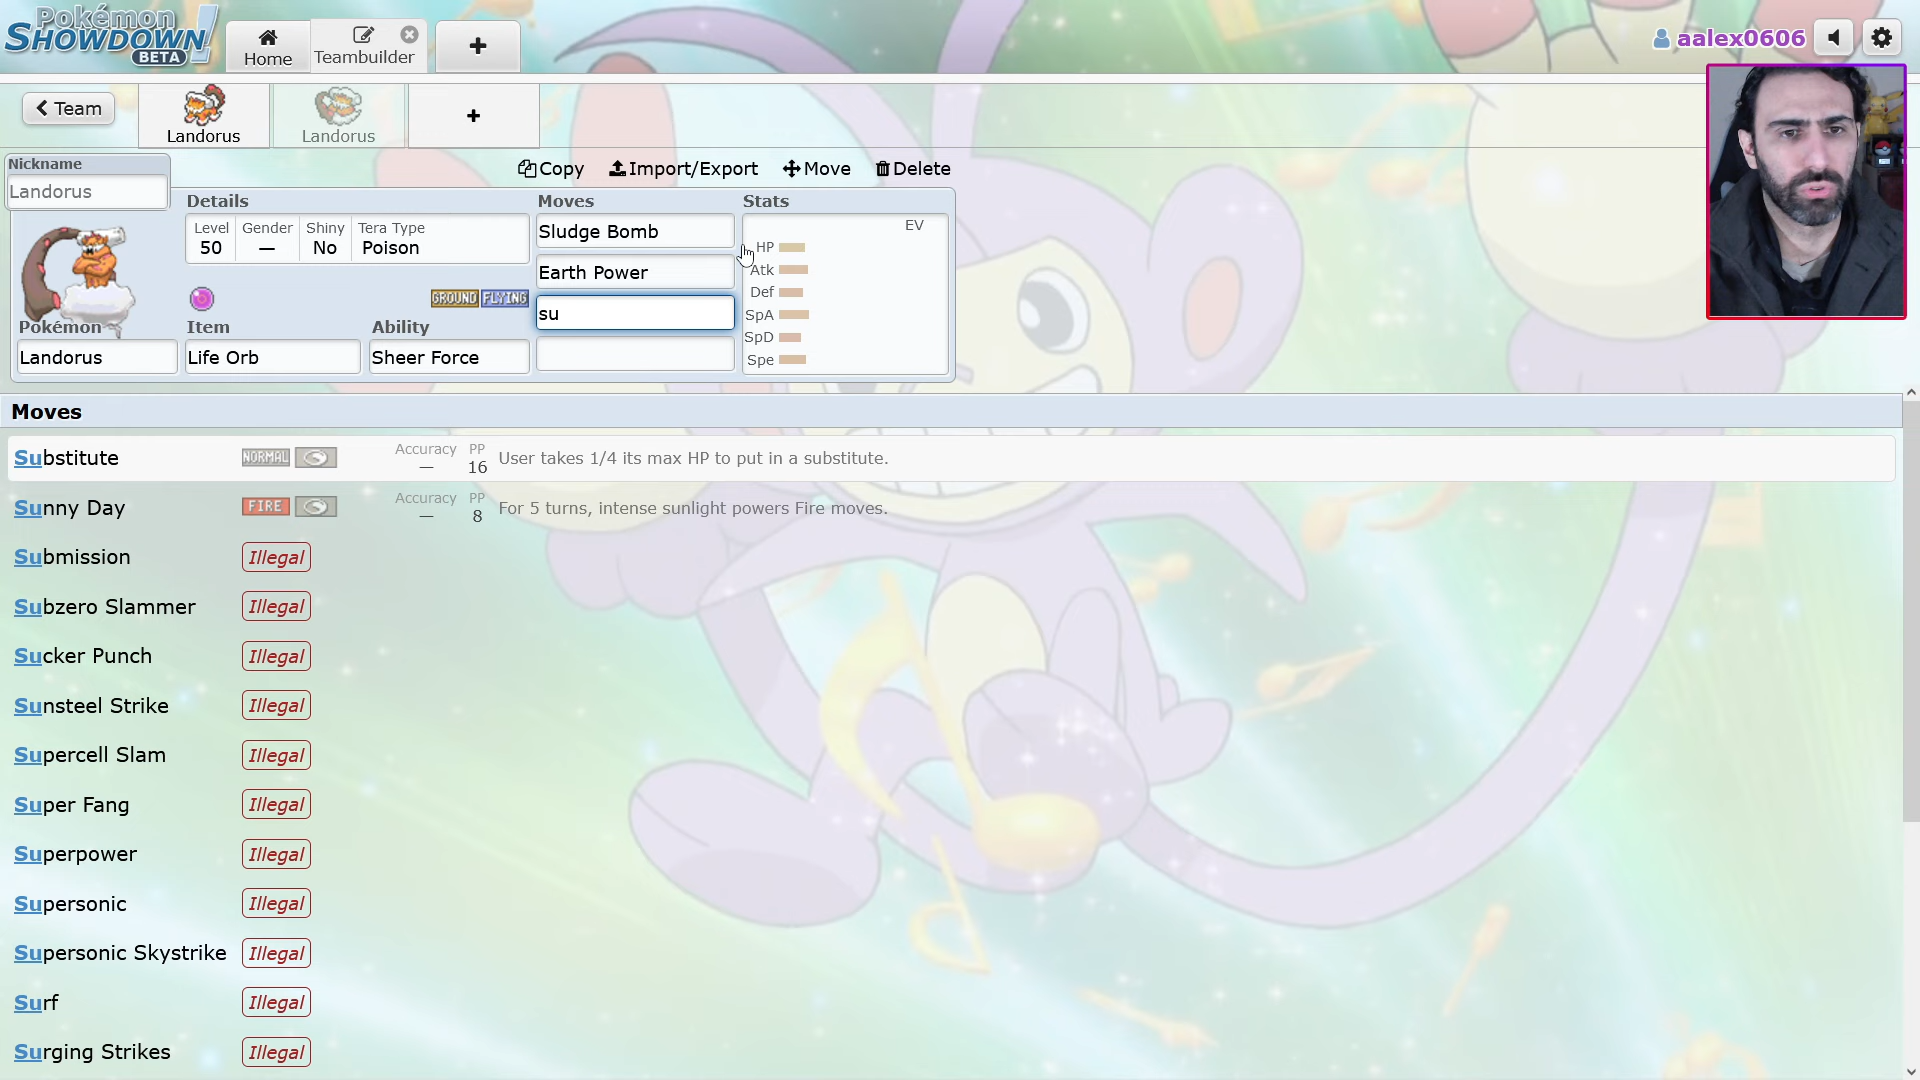 Pokémon
SHOWDOWN!
BETA
Home
Teambuilder
+
aalex0606
Team
Landorus
Landorus
+
Nickname
Landorus
Copy
Import/Export
Move
Delete
Details
Moves
Stats
Level
50
Gender
—
Shiny
No
Tera Type
Poison
Sludge Bomb
Earth Power
su
EV
HP
Atk
Def
SpA
SpD
Spe
GROUND FLYING
Pokémon
Landorus
Item
Life Orb
Ability
Sheer Force
Moves
Substitute NORMAL Accuracy — PP 16 User takes 1/4 its max HP to put in a substitute.
Sunny Day FIRE Accuracy — PP 8 For 5 turns, intense sunlight powers Fire moves.
Submission Illegal
Subzero Slammer Illegal
Sucker Punch Illegal
Sunsteel Strike Illegal
Supercell Slam Illegal
Super Fang Illegal
Superpower Illegal
Supersonic Illegal
Supersonic Skystrike Illegal
Surf Illegal
Surging Strikes Illegal